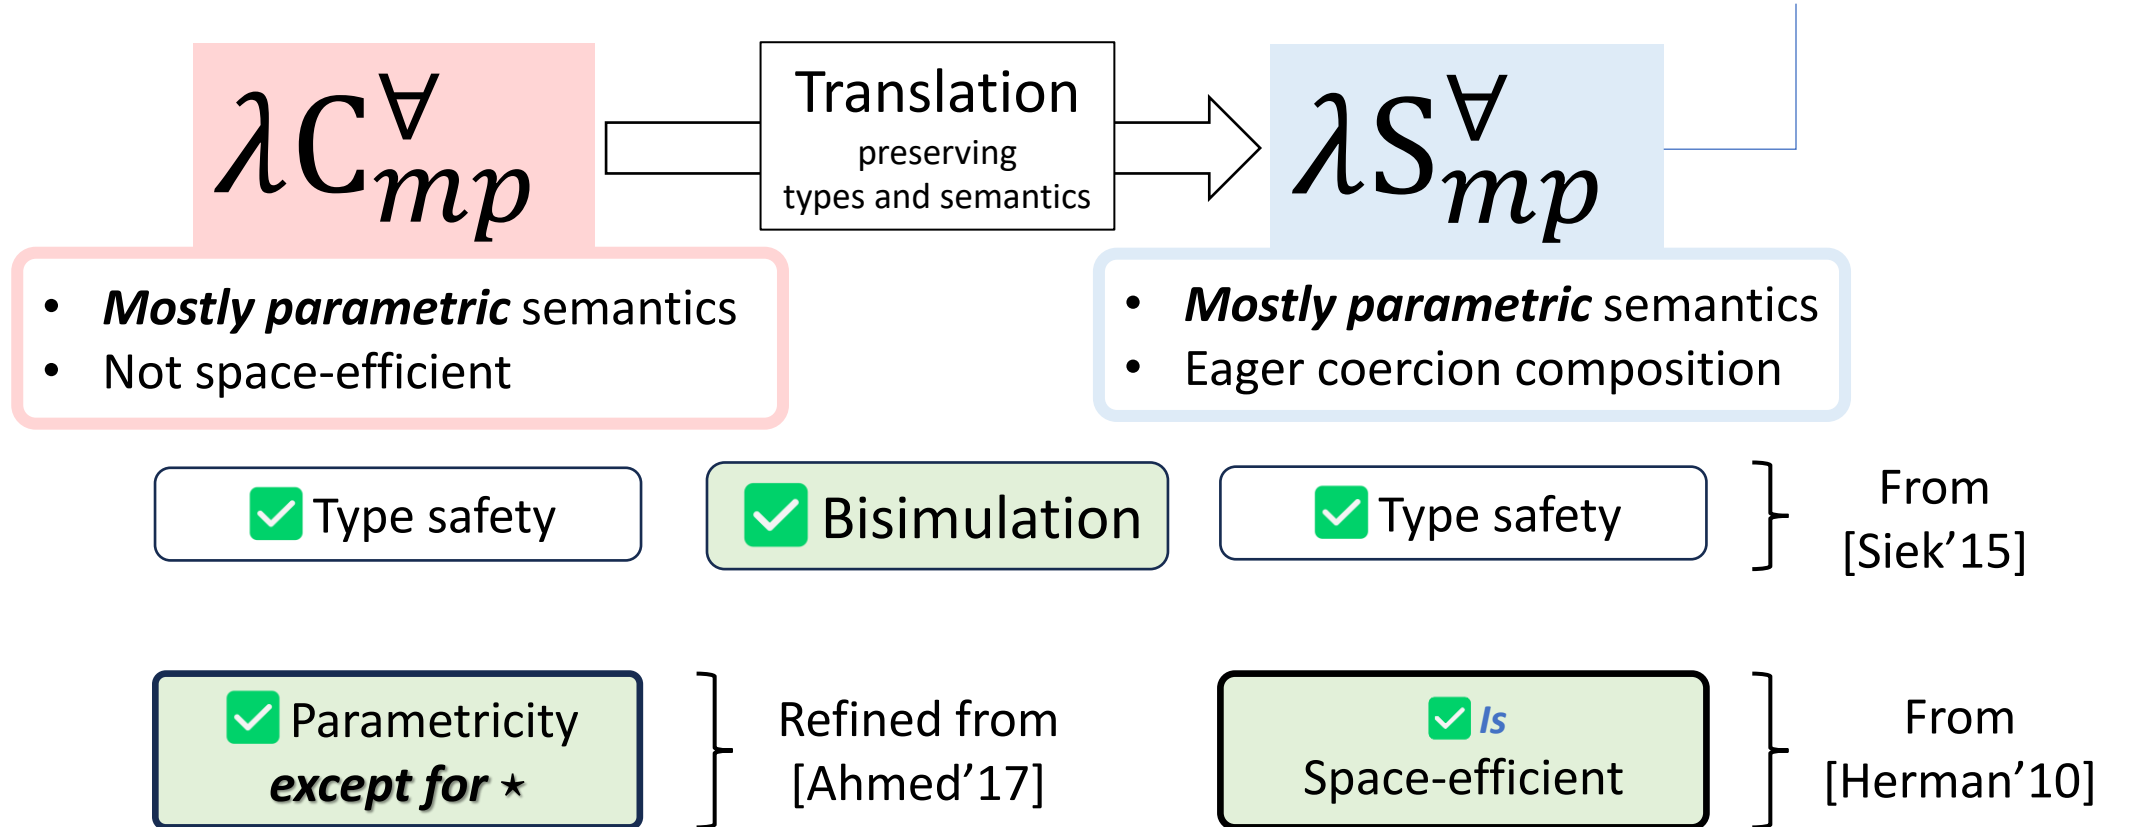 λC∀mp
Translation
preserving
types and semantics
λS∀mp
• Mostly parametric semantics
• Not space-efficient
• Mostly parametric semantics
• Eager coercion composition
✅ Type safety
✅ Bisimulation
✅ Type safety
From
[Siek’15]
✅ Parametricity
except for ⋆
Refined from
[Ahmed’17]
✅ Is
Space-efficient
From
[Herman’10]